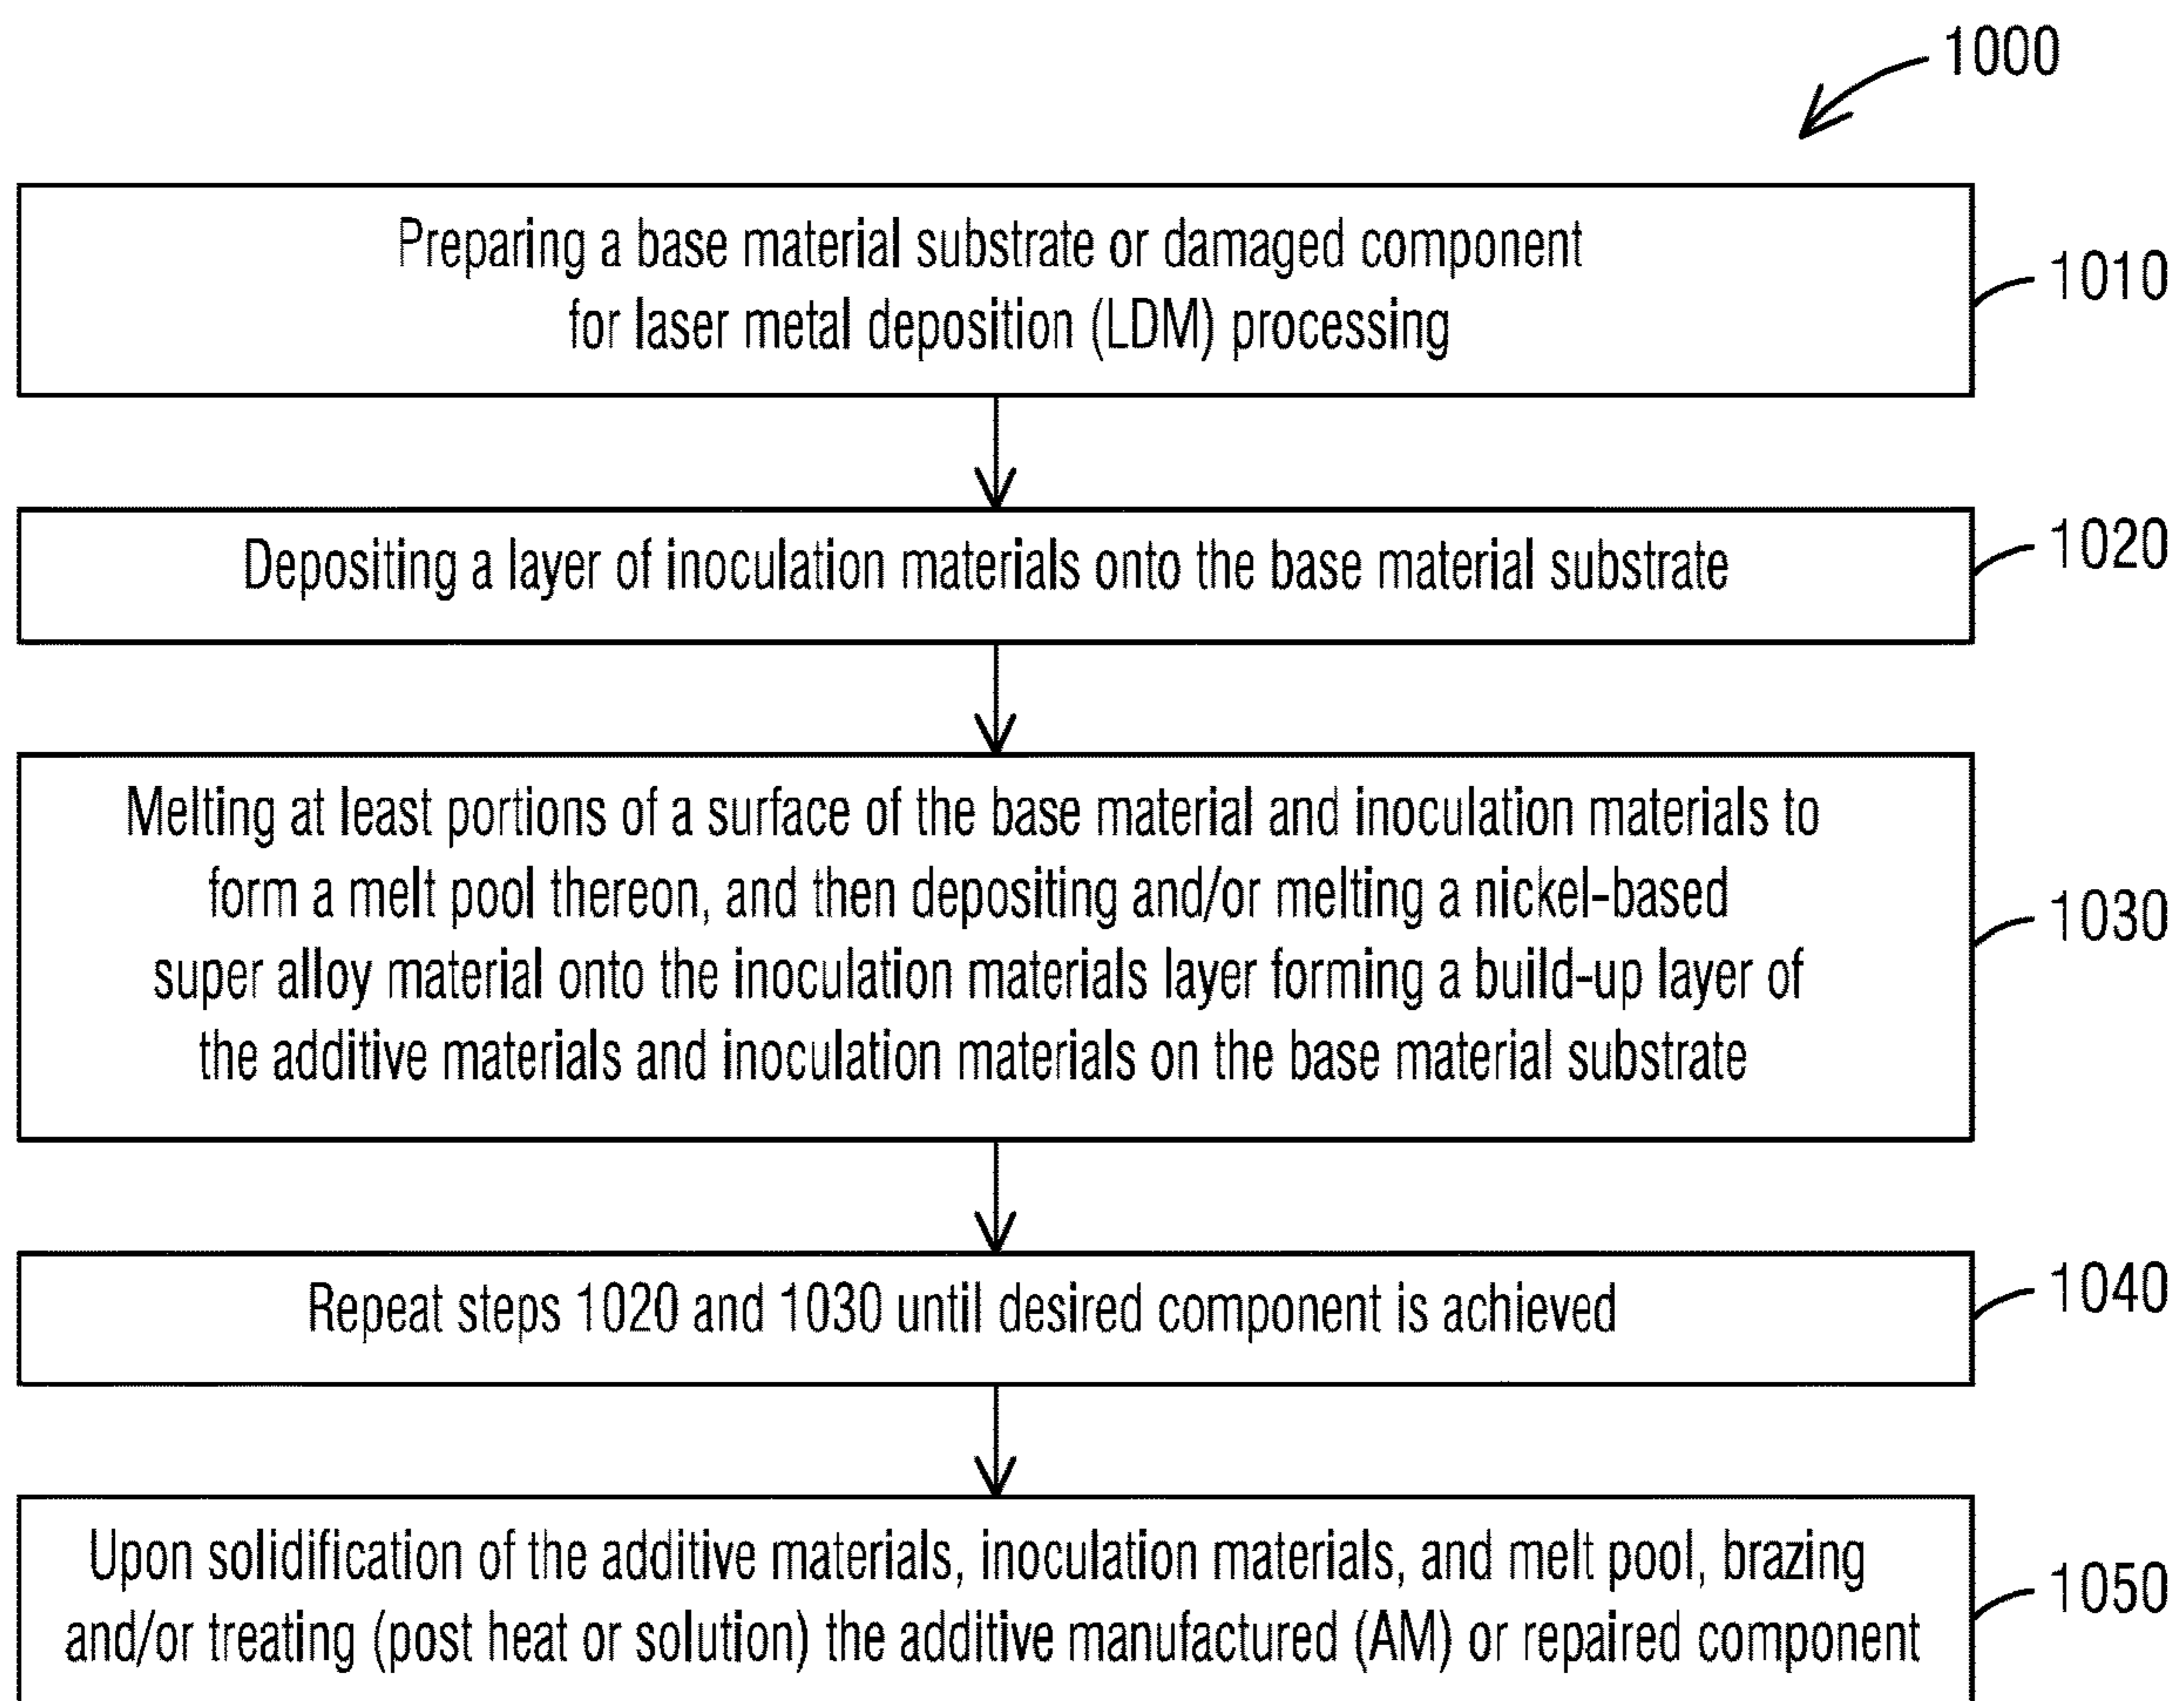 1000
Preparing a base material substrate or damaged component
for laser metal deposition (LDM) processing
1010
Depositing a layer of inoculation materials onto the base material substrate
1020
Melting at least portions of a surface of the base material and inoculation materials to
form a melt pool thereon, and then depositing and/or melting a nickel-based
super alloy material onto the inoculation materials layer forming a build-up layer of
the additive materials and inoculation materials on the base material substrate
1030
Repeat steps 1020 and 1030 until desired component is achieved
1040
Upon solidification of the additive materials, inoculation materials, and melt pool, brazing
and/or treating (post heat or solution) the additive manufactured (AM) or repaired component
1050